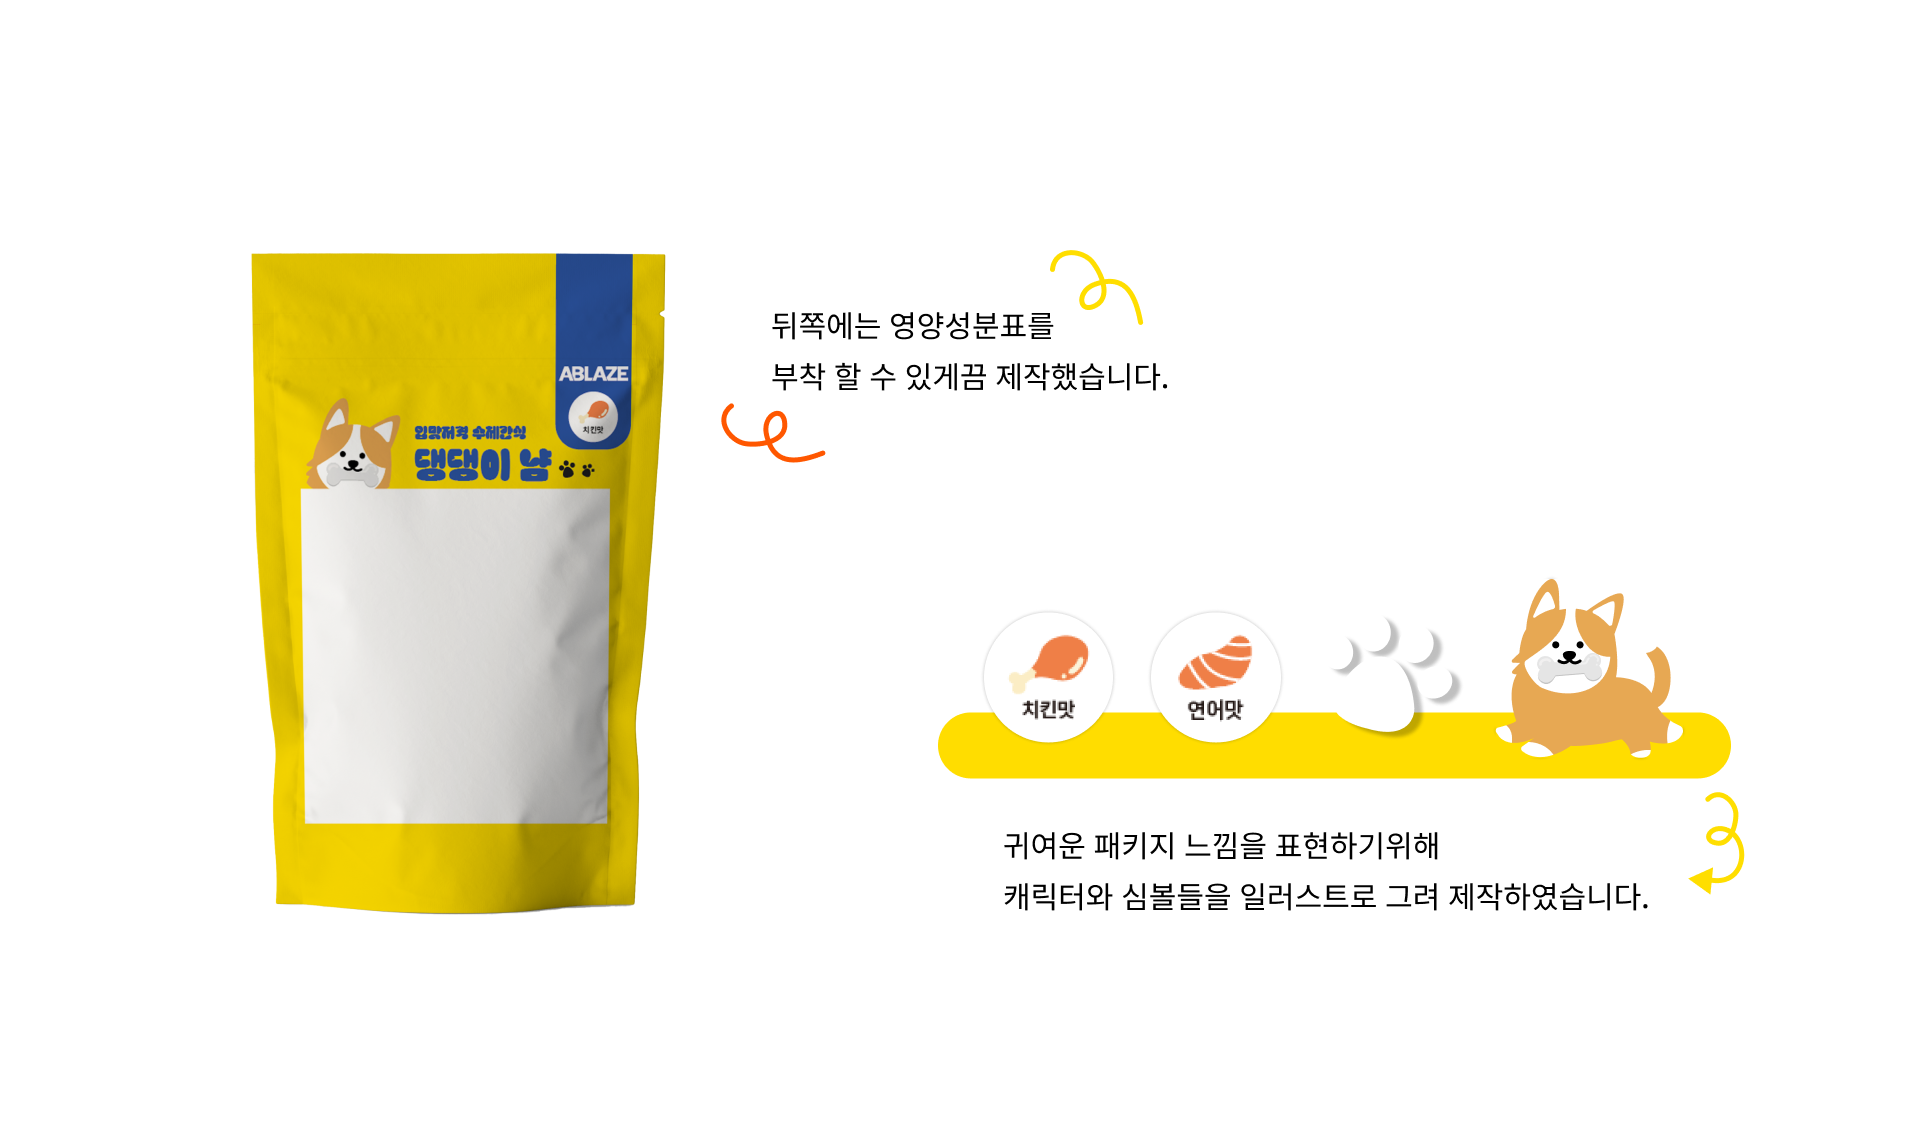 ABLAZE
치킨맛
입맛저격 수제간식
댕댕이 냠
뒤쪽에는 영양성분표를
부착 할 수 있게끔 제작했습니다.
치킨맛
연어맛
귀여운 패키지 느낌을 표현하기위해
캐릭터와 심볼들을 일러스트로 그려 제작하였습니다.